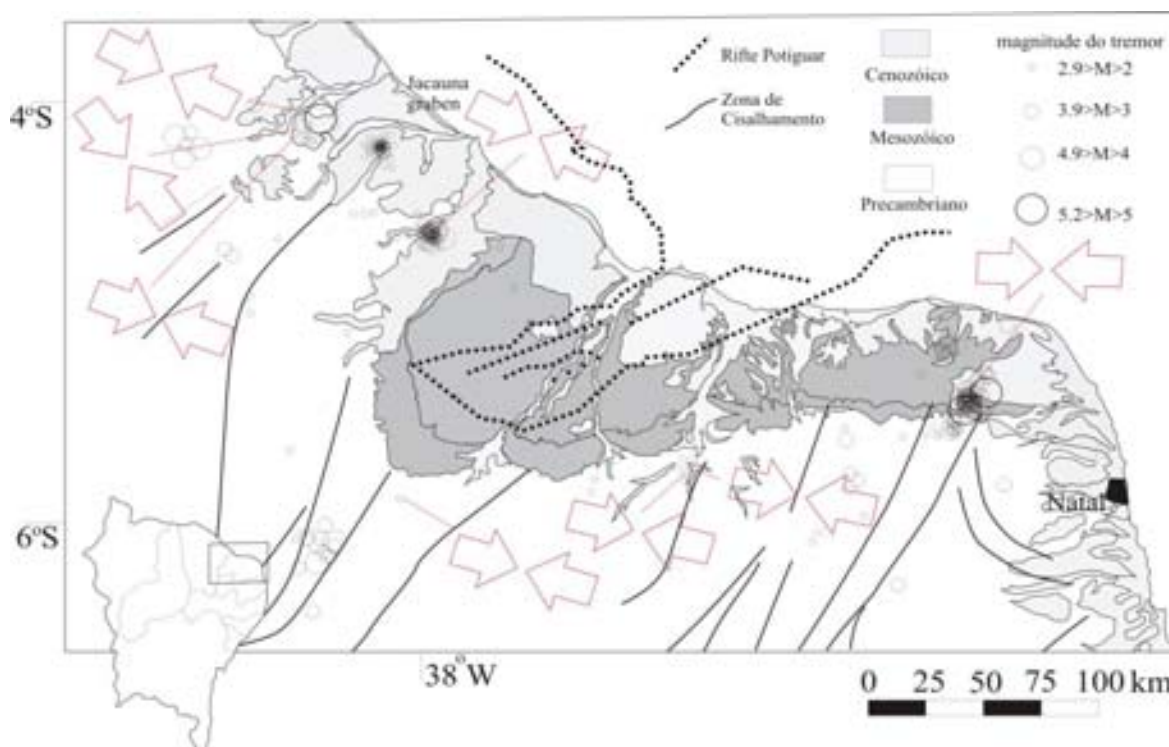 Jacauna
graben
Rifte Potiguar
Zona de
Cisalhamento
Cenozóico
Mesozóico
Precambriano
magnitude do tremor
2.9>M>2
3.9>M>3
4.9>M>4
5.2>M>5
4°S
6°S
Natal
38°W
0 25 50 75 100 km